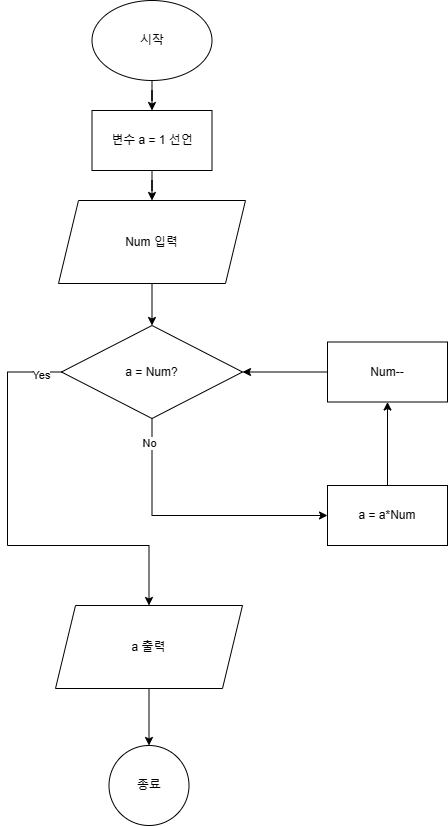 시작
변수 a = 1 선언
Num 입력
a = Num?
Yes
No
Num--
a = a*Num
a 출력
종료